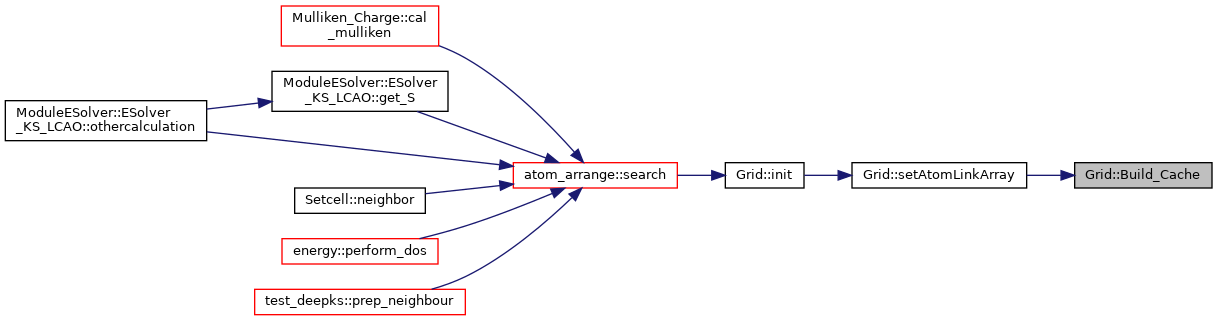 Mulliken_Charge::cal
_mulliken
ModuleESolver::ESolver
_KS_LCAO::get_S
ModuleESolver::ESolver
_KS_LCAO::othercalculation
atom_arrange::search
Grid::init
Grid::setAtomLinkArray
Grid::Build_Cache
Setcell::neighbor
energy::perform_dos
test_deepks::prep_neighbour